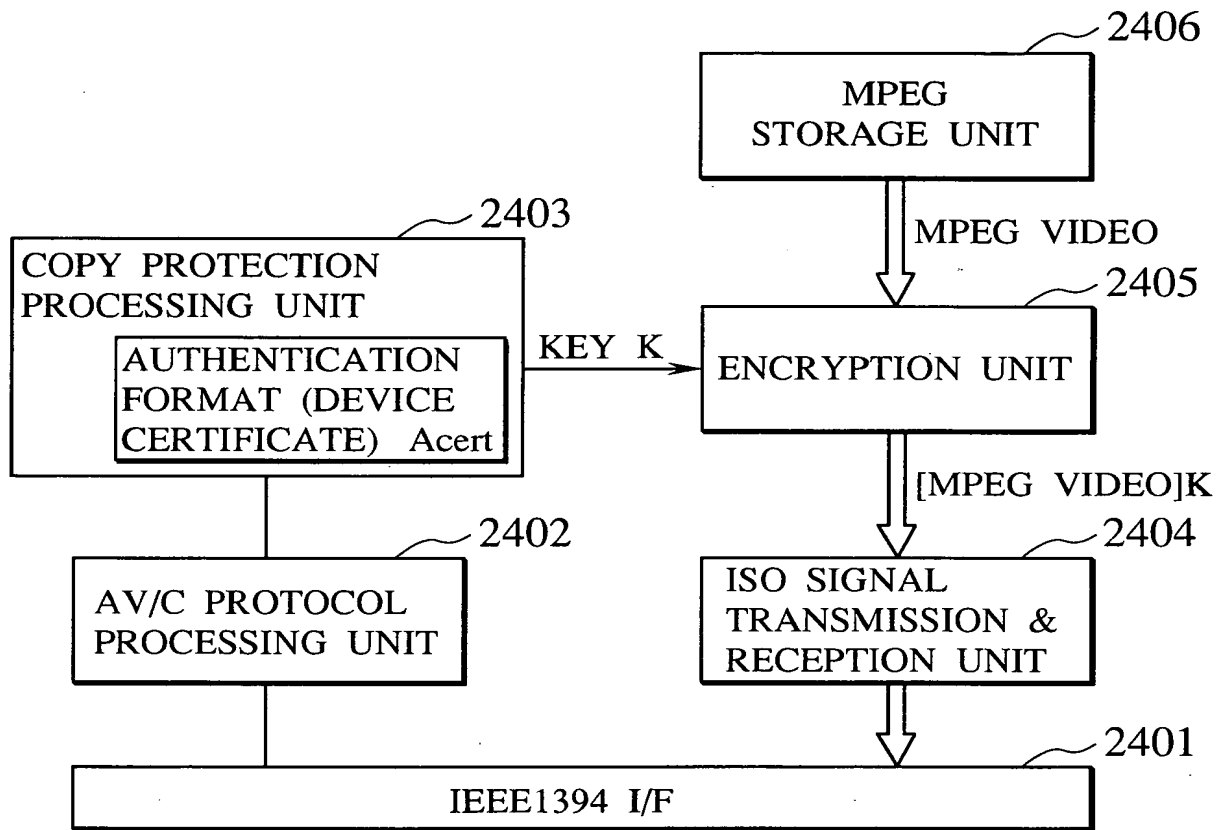 2406
MPEG
STORAGE UNIT
MPEG VIDEO
2403
COPY PROTECTION
PROCESSING UNIT
AUTHENTICATION
FORMAT (DEVICE
CERTIFICATE) Acert
KEY K
2405
ENCRYPTION UNIT
[MPEG VIDEO]K
2402
AV/C PROTOCOL
PROCESSING UNIT
2404
ISO SIGNAL
TRANSMISSION &
RECEPTION UNIT
2401
IEEE1394 I/F